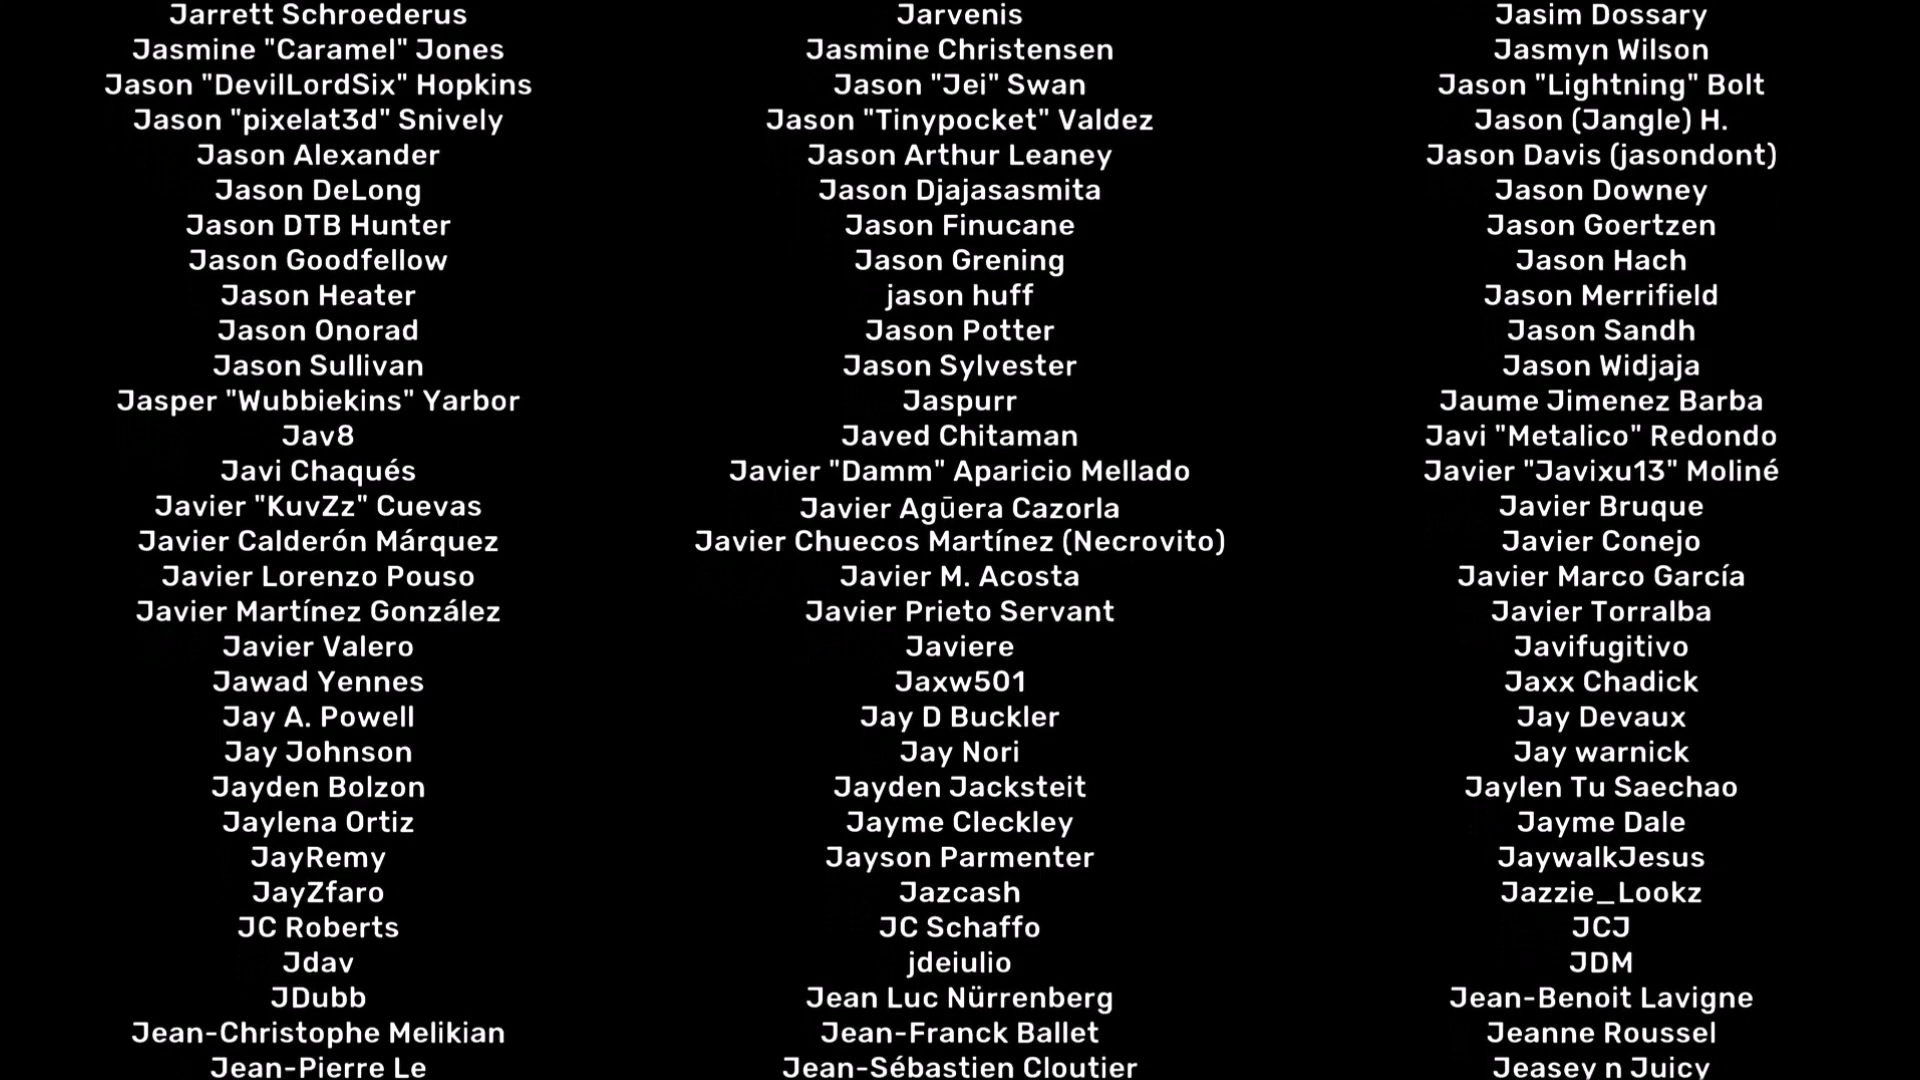 Jarrett Schroederus Jarvenis Jasim Dossary
Jasmine "Caramel" Jones Jasmine Christensen Jasmyn Wilson
Jason "DevilLordSix" Hopkins Jason "Jei" Swan Jason "Lightning" Bolt
Jason "pixelat3d" Snively Jason "Tinypocket" Valdez Jason (Jangle) H.
Jason Alexander Jason Arthur Leaney Jason Davis (jasondont)
Jason DeLong Jason Djajasasmita Jason Downey
Jason DTB Hunter Jason Finucane Jason Goertzen
Jason Goodfellow Jason Grening Jason Hach
Jason Heater jason huff Jason Merrifield
Jason Onorad Jason Potter Jason Sandh
Jason Sullivan Jason Sylvester Jason Widjaja
Jasper "Wubbiekins" Yarbor Jaspurr Jaume Jimenez Barba
Jav8 Javed Chitaman Javi "Metalico" Redondo
Javi Chaqués Javier "Damm" Aparicio Mellado Javier "Javixu13" Moliné
Javier "KuvZz" Cuevas Javier Agūera Cazorla Javier Bruque
Javier Calderón Márquez Javier Chuecos Martínez (Necrovito) Javier Conejo
Javier Lorenzo Pouso Javier M. Acosta Javier Marco García
Javier Martínez González Javier Prieto Servant Javier Torralba
Javier Valero Javiere Javifugitivo
Jawad Yennes Jaxw501 Jaxx Chadick
Jay A. Powell Jay D Buckler Jay Devaux
Jay Johnson Jay Nori Jay warnick
Jayden Bolzon Jayden Jacksteit Jaylen Tu Saechao
Jaylena Ortiz Jayme Cleckley Jayme Dale
JayRemy Jayson Parmenter JaywalkJesus
JayZfaro Jazcash Jazzie_Lookz
JC Roberts JC Schaffo JCJ
Jdav jdeiulio JDM
JDubb Jean Luc Nürrenberg Jean-Benoit Lavigne
Jean-Christophe Melikian Jean-Franck Ballet Jeanne Roussel
Jean-Pierre Le Jean-Sébastien Cloutier Jeasey n Juicy